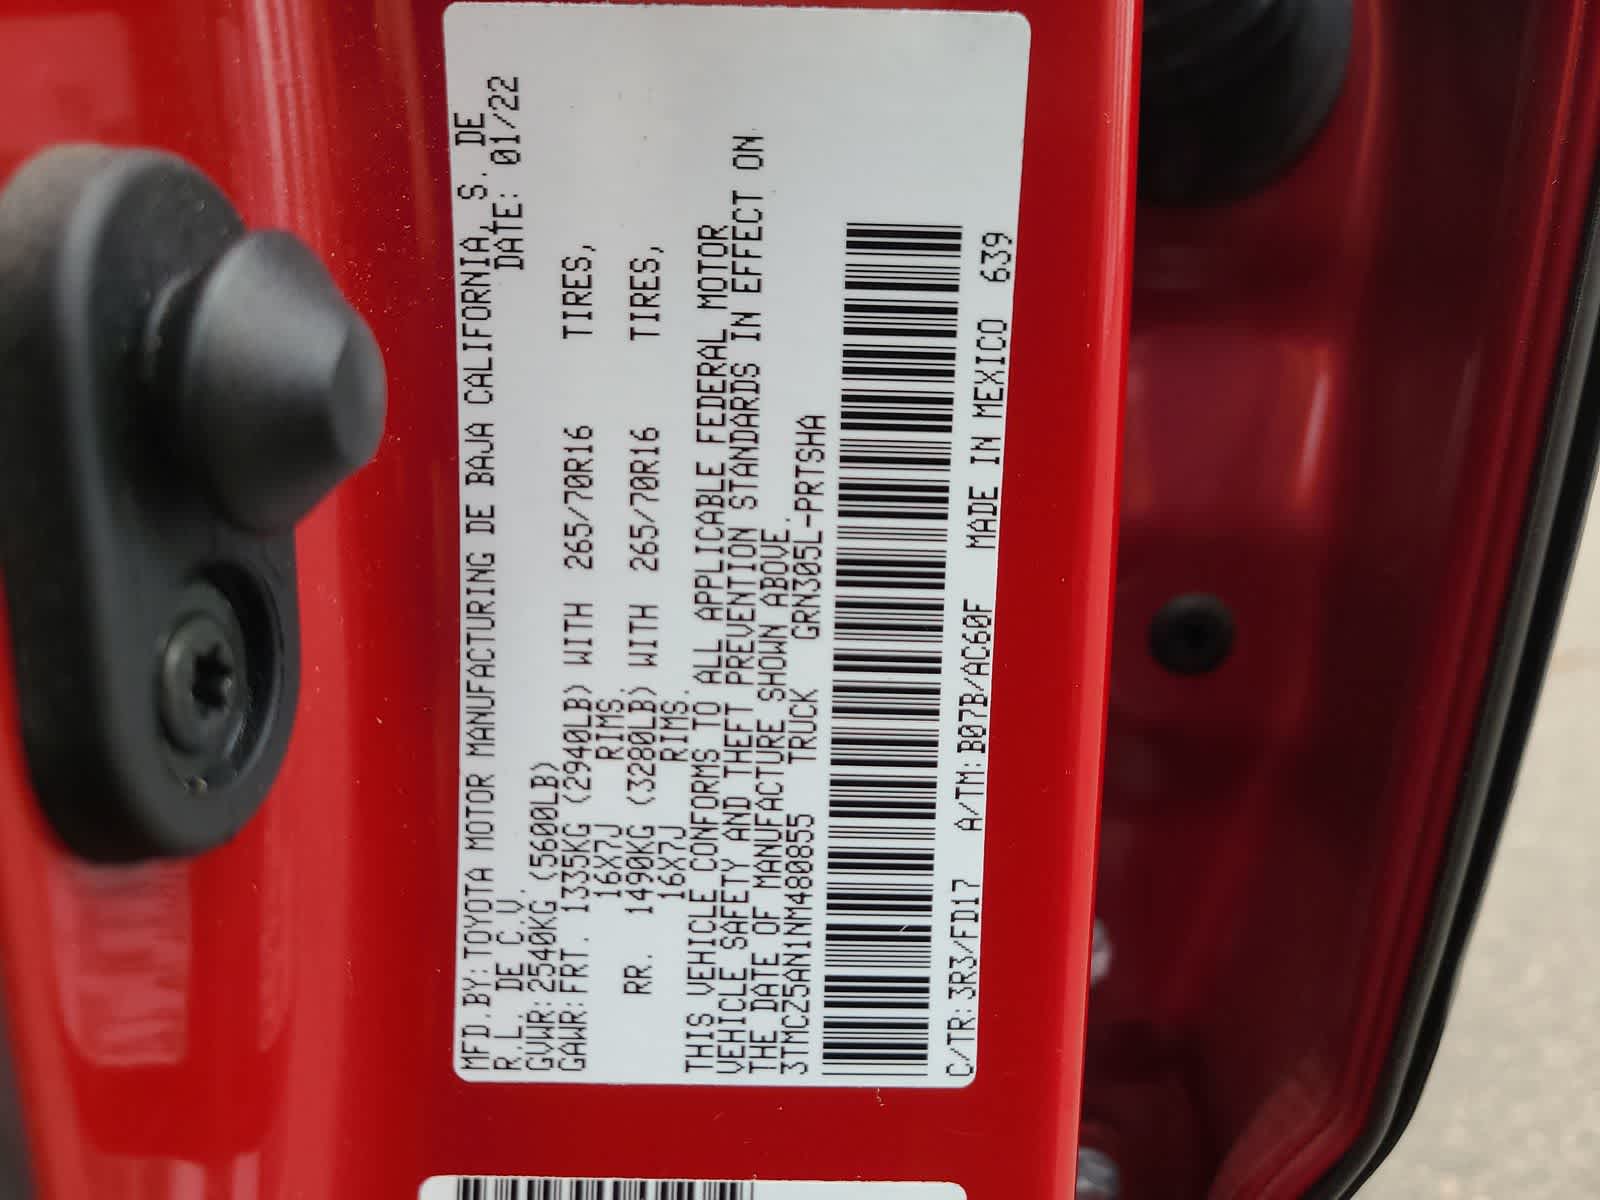 MFD.BY:TOYOTA MOTOR MANUFACTURING DE BAJA CALIFORNIA, S. DE
R.L. DE C.V. DATE: 01/22
GVWR:2540KG (5600LB)
GAWR:FRT. 1335KG (2940LB) WITH 265/70R16 TIRES,
16X7J RIMS.
RR. 1490KG (3280LB) WITH 265/70R16 TIRES,
16X7J RIMS.
THIS VEHICLE CONFORMS TO ALL APPLICABLE FEDERAL MOTOR
VEHICLE SAFETY AND THEFT PREVENTION STANDARDS IN EFFECT ON
THE DATE OF MANUFACTURE SHOWN ABOVE.
3TMCZ5AN1NM480855 TRUCK GRN305L-PRTSHA
C/TR:3R3/FD17 A/TM:B07B/AC60F MADE IN MEXICO 639